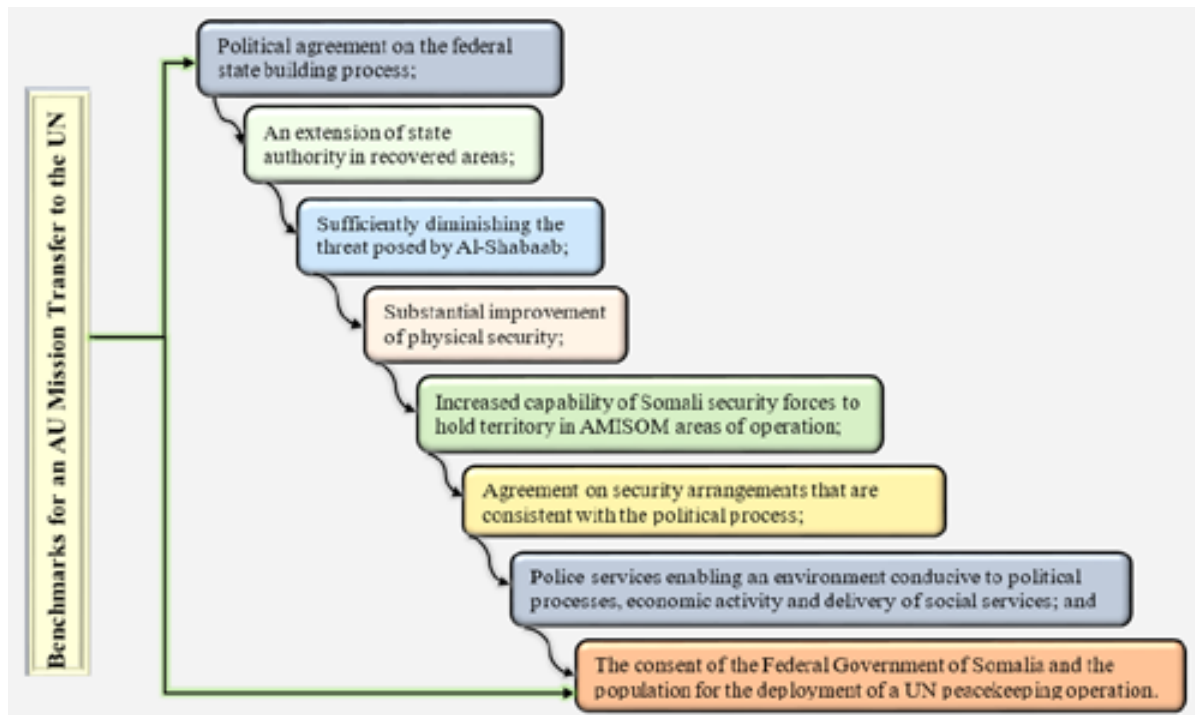 Benchmarks for an AU Mission Transfer to the UN
Political agreement on the federal
state building process;
An extension of state
authority in recovered areas;
Sufficiently diminishing the
threat posed by Al-Shabaab;
Substantial improvement
of physical security;
Increased capability of Somali security forces to
hold territory in AMISOM areas of operation;
Agreement on security arrangements that are
consistent with the political process;
Police services enabling an environment conducive to political
processes, economic activity and delivery of social services; and
The consent of the Federal Government of Somalia and the
population for the deployment of a UN peacekeeping operation.